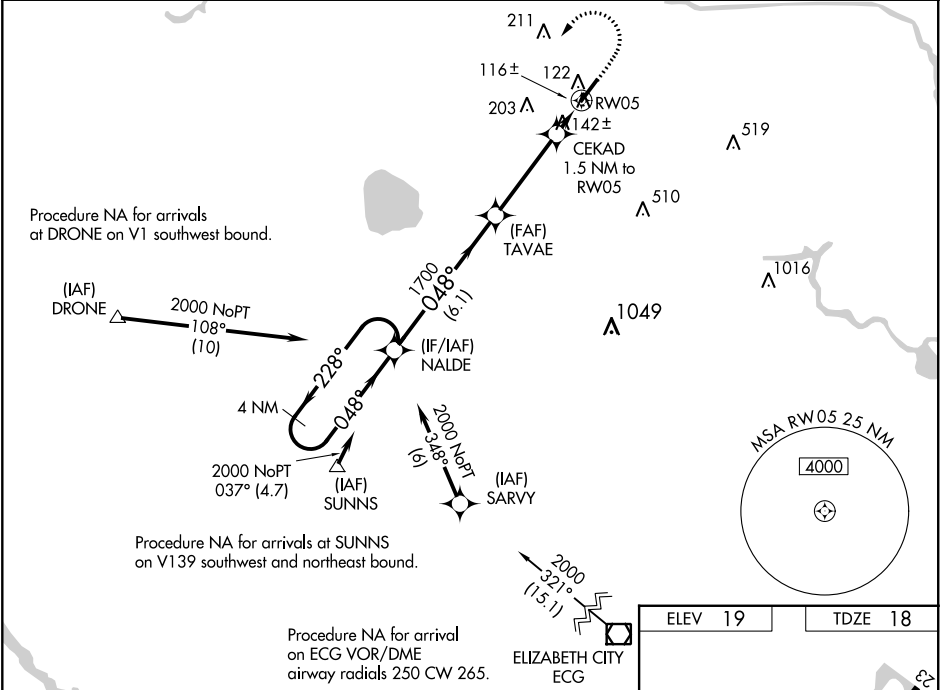 211
116±
122
203
RW05
142±
CEKAD
1.5 NM to
RW05
519
510
(FAF)
TAVAE
1016
1049
Procedure NA for arrivals
at DRONE on V1 southwest bound.
(IAF)
DRONE
2000 NoPT
108°
(10)
1700
048°
(6.1)
(IF/IAF)
NALDE
228°
048°
4 NM
2000 NoPT
037° (4.7)
(IAF)
SUNNS
2000 NoPT
348°
(6)
(IAF)
SARVY
MSA RW05 25 NM
4000
Procedure NA for arrivals at SUNNS
on V139 southwest and northeast bound.
2000
321°
(15.1)
Procedure NA for arrival
on ECG VOR/DME
airway radials 250 CW 265.
ELIZABETH CITY
ECG
ELEV 19
TDZE 18
23